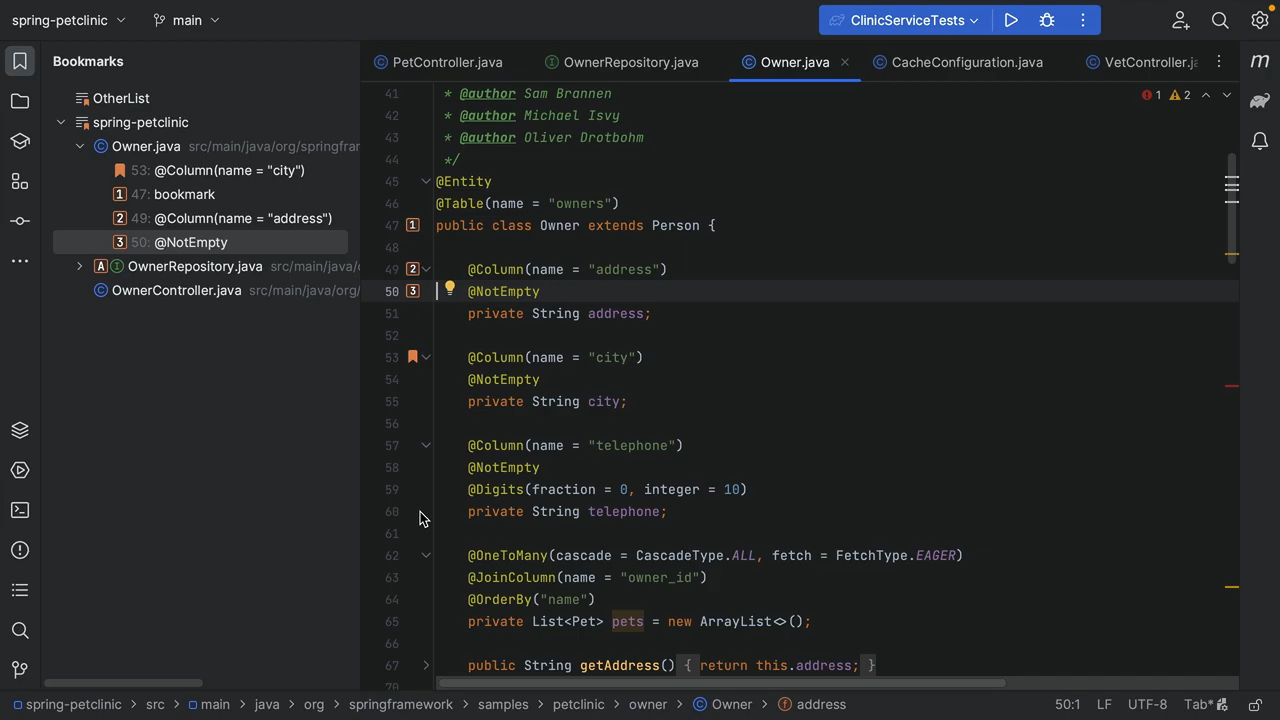 spring-petclinic
main
ClinicServiceTests
Bookmarks
OtherList
spring-petclinic
Owner.java src/main/java/org/springfrar
53: @Column(name = "city")
1 47: bookmark
2 49: @Column(name = "address")
3 50: @NotEmpty
A OwnerRepository.java src/main/java/o
OwnerController.java src/main/java/org/
PetController.java
OwnerRepository.java
Owner.java
CacheConfiguration.java
VetController.ja
1 2
41 * @author Sam Brannen
42 * @author Michael Isvy
43 * @author Oliver Drotbohm
44 */
45 @Entity
46 @Table(name = "owners")
47 1 public class Owner extends Person {
48
49 2 @Column(name = "address")
50 3 @NotEmpty
51 private String address;
52
53 @Column(name = "city")
54 @NotEmpty
55 private String city;
56
57 @Column(name = "telephone")
58 @NotEmpty
59 @Digits(fraction = 0, integer = 10)
60 private String telephone;
61
62 @OneToMany(cascade = CascadeType.ALL, fetch = FetchType.EAGER)
63 @JoinColumn(name = "owner_id")
64 @OrderBy("name")
65 private List<Pet> pets = new ArrayList<>();
66
67 public String getAddress() { return this.address; }
70
spring-petclinic src main java org springframework samples petclinic owner Owner address
50:1 LF UTF-8 Tab*